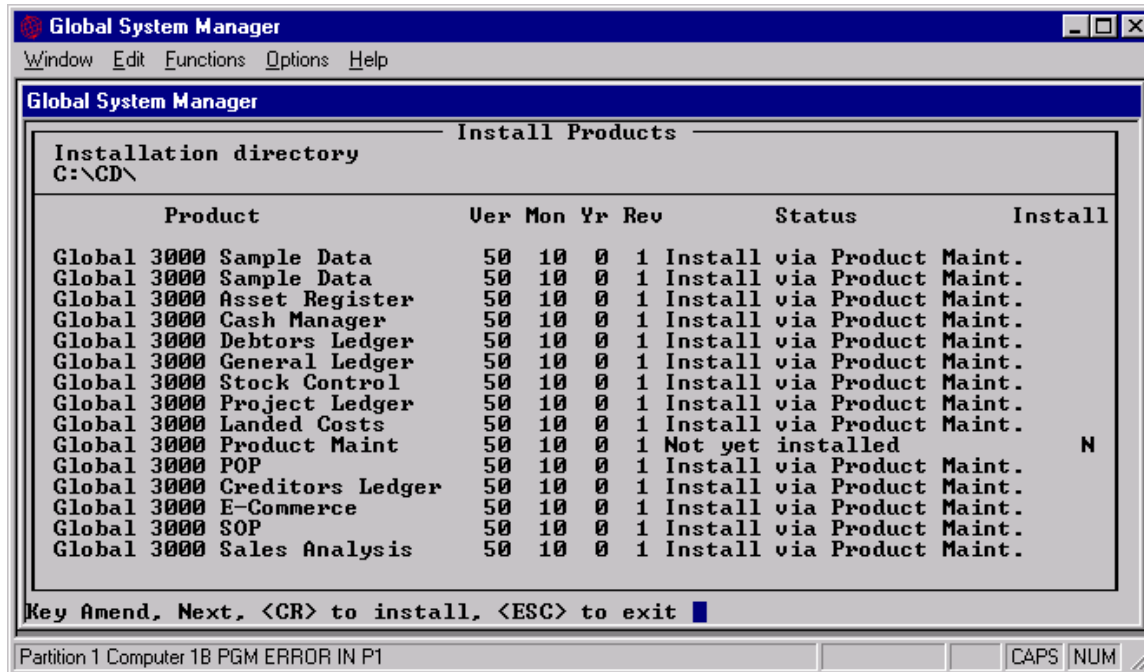 Global System Manager
Window Edit Functions Options Help
Global System Manager
Install Products
Installation directory
C:\CD\
Product Ver Mon Yr Rev Status Install
Global 3000 Sample Data 50 10 0 1 Install via Product Maint.
Global 3000 Sample Data 50 10 0 1 Install via Product Maint.
Global 3000 Asset Register 50 10 0 1 Install via Product Maint.
Global 3000 Cash Manager 50 10 0 1 Install via Product Maint.
Global 3000 Debtors Ledger 50 10 0 1 Install via Product Maint.
Global 3000 General Ledger 50 10 0 1 Install via Product Maint.
Global 3000 Stock Control 50 10 0 1 Install via Product Maint.
Global 3000 Project Ledger 50 10 0 1 Install via Product Maint.
Global 3000 Landed Costs 50 10 0 1 Install via Product Maint.
Global 3000 Product Maint 50 10 0 1 Not yet installed N
Global 3000 POP 50 10 0 1 Install via Product Maint.
Global 3000 Creditors Ledger 50 10 0 1 Install via Product Maint.
Global 3000 E-Commerce 50 10 0 1 Install via Product Maint.
Global 3000 SOP 50 10 0 1 Install via Product Maint.
Global 3000 Sales Analysis 50 10 0 1 Install via Product Maint.
Key Amend, Next, <CR> to install, <ESC> to exit
Partition 1 Computer 1B PGM ERROR IN P1 CAPS NUM